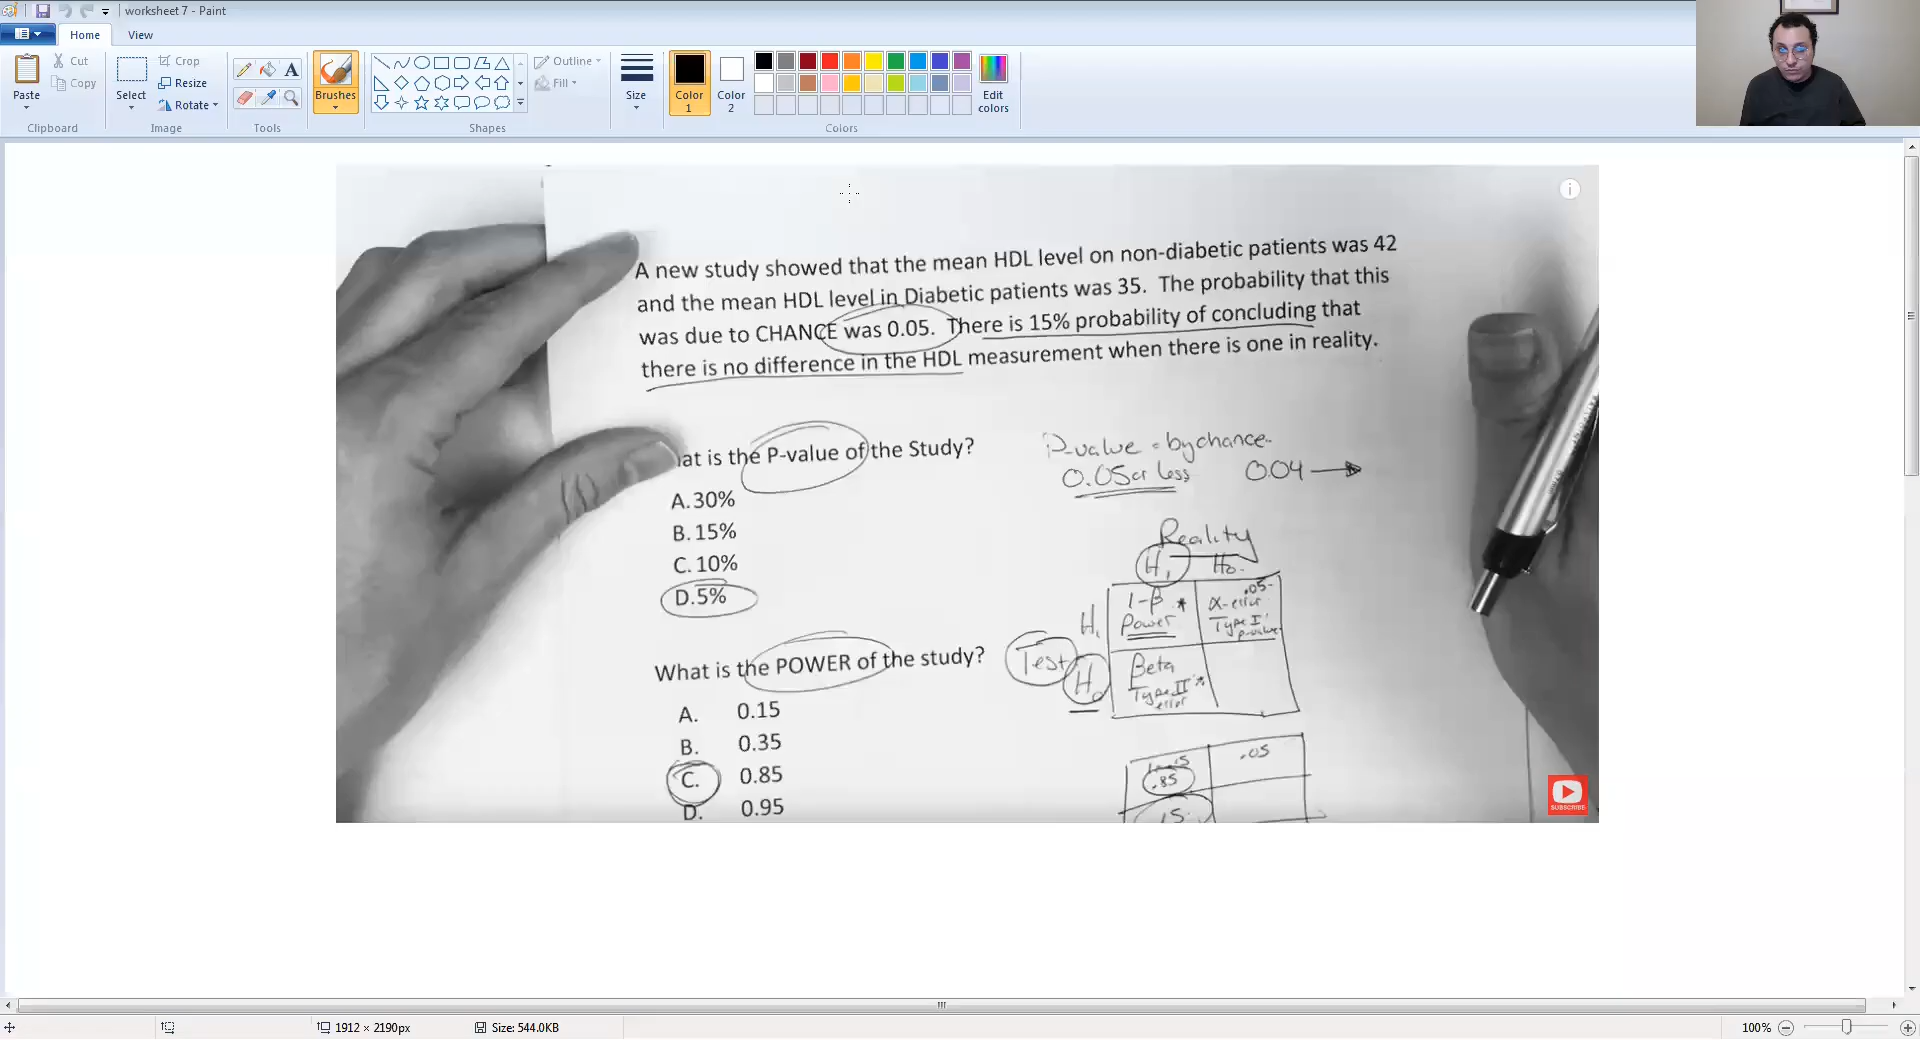 worksheet 7 - Paint
Home
View
Paste
Cut
Copy
Clipboard
Select
Crop
Resize
Rotate
Image
A
Tools
Brushes
Outline
Fill
Shapes
Size
Color 1
Color 2
Edit colors
Colors
A new study showed that the mean HDL level on non-diabetic patients was 42
and the mean HDL level in Diabetic patients was 35. The probability that this
was due to CHANCE was 0.05. There is 15% probability of concluding that
there is no difference in the HDL measurement when there is one in reality.
at is the P-value of the Study?
A. 30%
B. 15%
C. 10%
D. 5%
P-value = by chance
0.05 or less
0.04
Reality
H1 H0
H1
1-β *
Power
.05
α-error
Type I
p-value
Test
H0
Beta
Type II *
error
What is the POWER of the study?
A. 0.15
B. 0.35
C. 0.85
D. 0.95
.85
.05
15
i
SUBSCRIBE
1912 × 2190px
Size: 544.0KB
100%